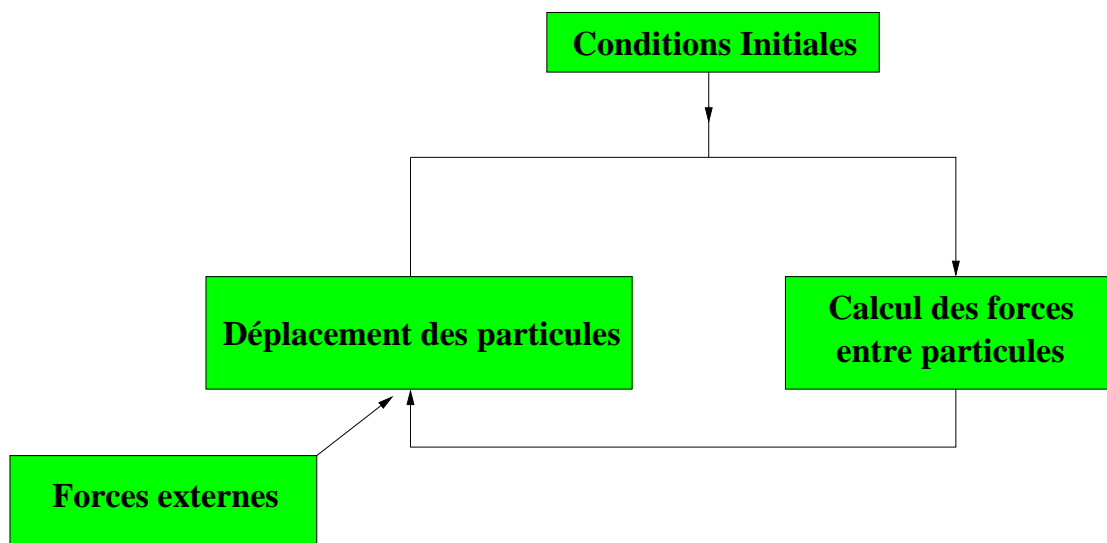 Conditions Initiales
Déplacement des particules
Calcul des forces
entre particules
Forces externes